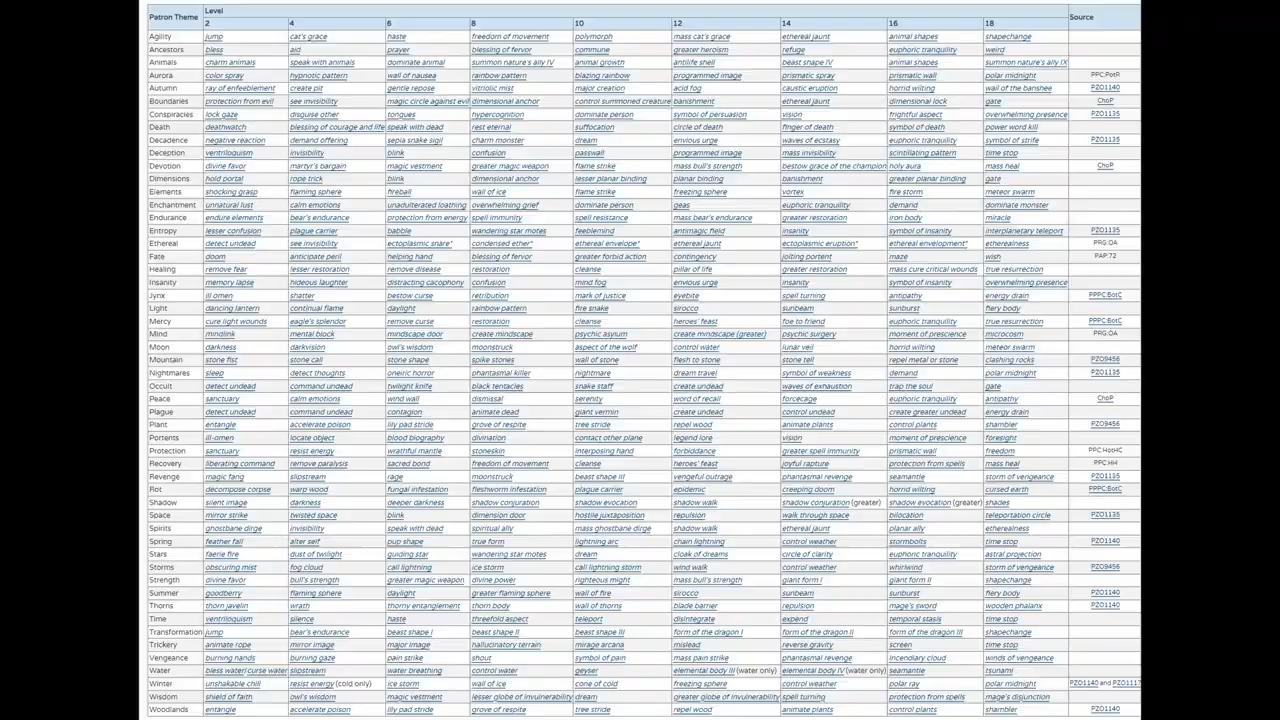 Patron Theme Level Source
2 4 6 8 10 12 14 16 18
Agility jump cat's grace haste freedom of movement polymorph mass cat's grace ethereal jaunt animal shapes shapechange
Ancestors bless aid prayer blessing of fervor commune greater heroism refuge euphoric tranquility weird
Animals charm animals speak with animals dominate animal summon nature's ally IV animal growth antilife shell beast shape IV animal shapes summon nature's ally IX
Aurora color spray hypnotic pattern wall of nausea rainbow pattern blazing rainbow programmed image prismatic spray prismatic wall polar midnight PPC:PotR
Autumn ray of enfeeblement create pit gentle repose vitriolic mist major creation acid fog caustic eruption horrid wilting wail of the banshee PZO1140
Boundaries protection from evil see invisibility magic circle against evil dimensional anchor control summoned creature banishment ethereal jaunt dimensional lock gate ChoP
Conspiracies lock gaze disguise other tongues hypercognition dominate person symbol of persuasion vision frightful aspect overwhelming presence PZO1135
Death deathwatch blessing of courage and life speak with dead rest eternal suffocation circle of death finger of death symbol of death power word kill
Decadence negative reaction demand offering sepia snake sigil charm monster dream envious urge waves of ecstasy euphoric tranquility symbol of strife PZO1135
Deception ventriloquism invisibility blink confusion passwall programmed image mass invisibility scintillating pattern time stop
Devotion divine favor martyr's bargain magic vestment greater magic weapon flame strike mass bull's strength bestow grace of the champion holy aura mass heal ChoP
Dimensions hold portal rope trick blink dimensional anchor lesser planar binding planar binding banishment greater planar binding gate
Elements shocking grasp flaming sphere fireball wall of ice flame strike freezing sphere vortex fire storm meteor swarm
Enchantment unnatural lust calm emotions unadulterated loathing overwhelming grief dominate person geas euphoric tranquility demand dominate monster
Endurance endure elements bear's endurance protection from energy spell immunity spell resistance mass bear's endurance greater restoration iron body miracle
Entropy lesser confusion plague carrier babble wandering star motes feeblemind antimagic field insanity symbol of insanity interplanetary teleport PZO1135
Ethereal detect undead see invisibility ectoplasmic snare* condensed ether* ethereal envelope* ethereal jaunt ectoplasmic eruption* ethereal envelopment* etherealness PRG:OA
Fate doom anticipate peril helping hand blessing of fervor greater forbid action contingency jolting portent maze wish PAP:72
Healing remove fear lesser restoration remove disease restoration cleanse pillar of life greater restoration mass cure critical wounds true resurrection
Insanity memory lapse hideous laughter distracting cacophony confusion mind fog envious urge insanity symbol of insanity overwhelming presence
Jynx ill omen shatter bestow curse retribution mark of justice eyebite spell turning antipathy energy drain PPPC:BotC
Light dancing lantern continual flame daylight rainbow pattern fire snake sirocco sunbeam sunburst fiery body
Mercy cure light wounds eagle's splendor remove curse restoration cleanse heroes' feast foe to friend euphoric tranquility true resurrection PPPC:BotC
Mind mindlink mental block mindscape door create mindscape psychic asylum create mindscape (greater) psychic surgery moment of prescience microcosm PRG:OA
Moon darkness darkvision owl's wisdom moonstruck aspect of the wolf control water lunar veil horrid wilting meteor swarm
Mountain stone fist stone call stone shape spike stones wall of stone flesh to stone stone tell repel metal or stone clashing rocks PZO9456
Nightmares sleep detect thoughts oneiric horror phantasmal killer nightmare dream travel symbol of weakness demand polar midnight PZO1135
Occult detect undead command undead twilight knife black tentacles snake staff create undead waves of exhaustion trap the soul gate
Peace sanctuary calm emotions wind wall dismissal serenity word of recall forcecage euphoric tranquility antipathy ChoP
Plague detect undead command undead contagion animate dead giant vermin create undead control undead create greater undead energy drain
Plant entangle accelerate poison lily pad stride grove of respite tree stride repel wood animate plants control plants shambler PZO9456
Portents ill-omen locate object blood biography divination contact other plane legend lore vision moment of prescience foresight
Protection sanctuary resist energy wrathful mantle stoneskin interposing hand forbiddance greater spell immunity prismatic wall freedom PPC:HotHC
Recovery liberating command remove paralysis sacred bond freedom of movement cleanse heroes' feast joyful rapture protection from spells mass heal PPC:HH
Revenge magic fang slipstream rage moonstruck beast shape III vengeful outrage phantasmal revenge seamantle storm of vengeance PZO1135
Rot decompose corpse warp wood fungal infestation fleshworm infestation plague carrier epidemic creeping doom horrid wilting cursed earth PPPC:BotC
Shadow silent image darkness deeper darkness shadow conjuration shadow evocation shadow walk shadow conjuration (greater) shadow evocation (greater) shades
Space mirror strike twisted space blink dimension door hostile juxtaposition repulsion walk through space bilocation teleportation circle PZO1135
Spirits ghostbane dirge invisibility speak with dead spiritual ally mass ghostbane dirge shadow walk ethereal jaunt planar ally etherealness
Spring feather fall alter self pup shape true form lightning arc chain lightning control weather stormbolts time stop PZO1140
Stars faerie fire dust of twilight guiding star wandering star motes dream cloak of dreams circle of clarity euphoric tranquility astral projection
Storms obscuring mist fog cloud call lightning ice storm call lightning storm wind walk control weather whirlwind storm of vengeance PZO9456
Strength divine favor bull's strength greater magic weapon divine power righteous might mass bull's strength giant form I giant form II shapechange
Summer goodberry flaming sphere daylight greater flaming sphere wall of fire sirocco sunbeam sunburst fiery body PZO1140
Thorns thorn javelin wrath thorny entanglement thorn body wall of thorns blade barrier repulsion mage's sword wooden phalanx PZO1140
Time ventriloquism silence haste threefold aspect teleport disintegrate expend temporal stasis time stop
Transformation jump bear's endurance beast shape I beast shape II beast shape III form of the dragon I form of the dragon II form of the dragon III shapechange
Trickery animate rope mirror image major image hallucinatory terrain mirage arcana mislead reverse gravity screen time stop
Vengeance burning hands burning gaze pain strike shout symbol of pain mass pain strike phantasmal revenge incendiary cloud winds of vengeance
Water bless water/curse water slipstream water breathing control water geyser elemental body III (water only) elemental body IV (water only) seamantle tsunami
Winter unshakable chill resist energy (cold only) ice storm wall of ice cone of cold freezing sphere control weather polar ray polar midnight PZO1140 and PZO1117
Wisdom shield of faith owl's wisdom magic vestment lesser globe of invulnerability dream greater globe of invulnerability spell turning protection from spells mage's disjunction
Woodlands entangle accelerate poison lily pad stride grove of respite tree stride repel wood animate plants control plants shambler PZO1140